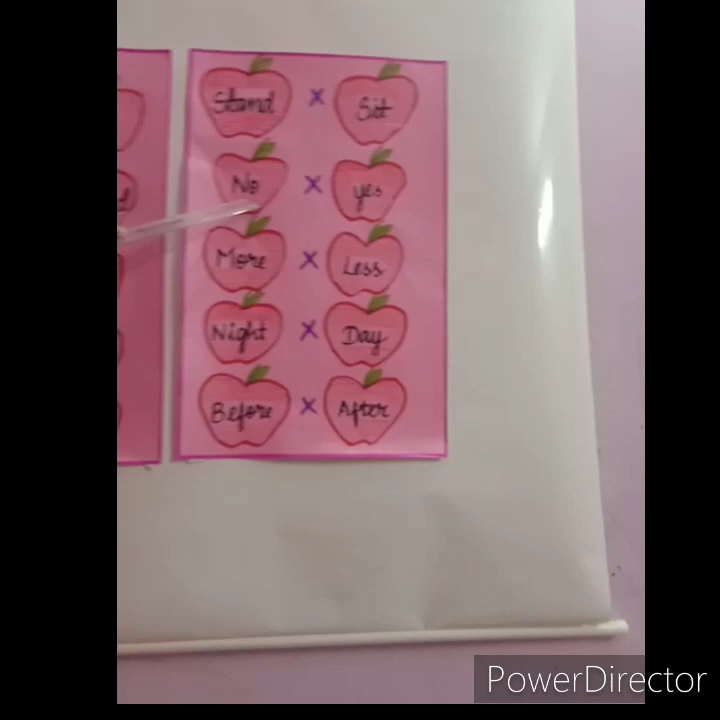 Stand x Sit
No x yes
More x Less
Night x Day
Before x After
PowerDirector